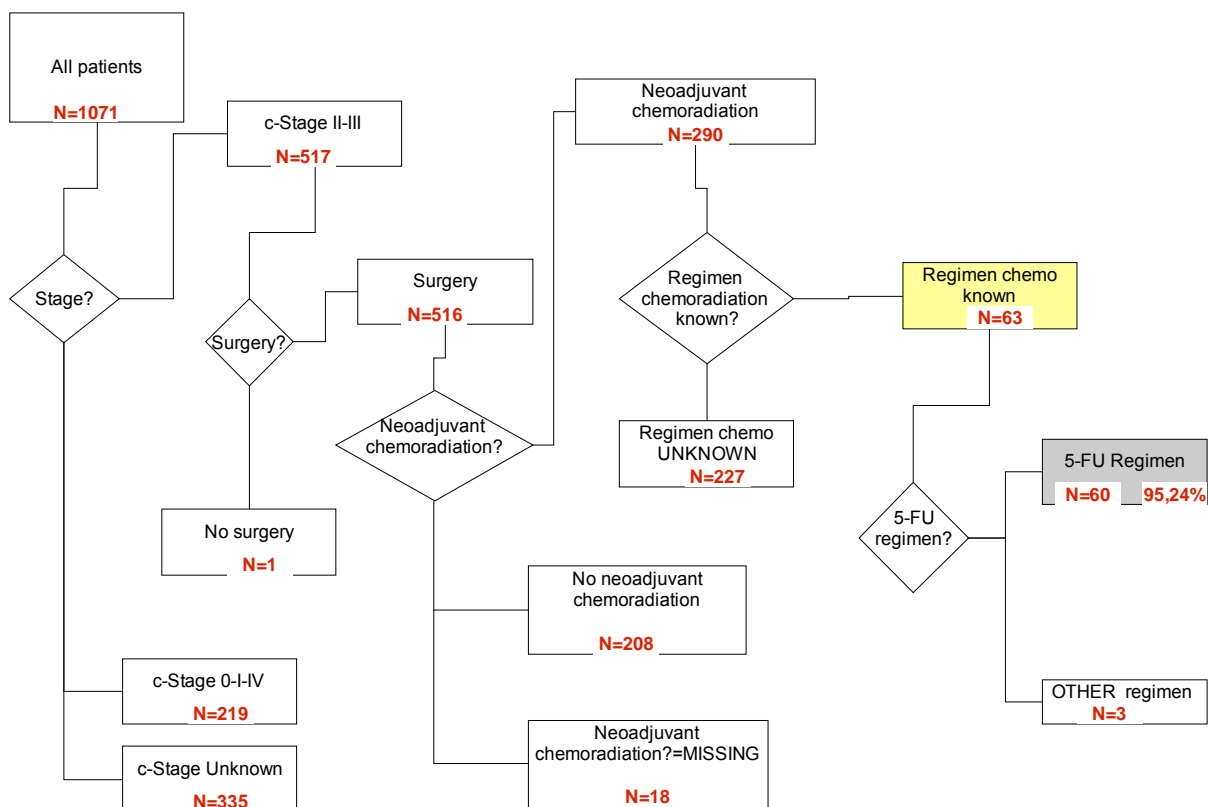 All patients
N=1071
c-Stage II-III
N=517
Neoadjuvant
chemoradiation
N=290
Stage?
Surgery?
Surgery
N=516
Regimen
chemoradiation
known?
Regimen chemo
known
N=63
Neoadjuvant
chemoradiation?
Regimen chemo
UNKNOWN
N=227
5-FU Regimen
N=60 95,24%
5-FU
regimen?
No surgery
N=1
No neoadjuvant
chemoradiation
N=208
c-Stage 0-I-IV
N=219
OTHER regimen
N=3
Neoadjuvant
chemoradiation?=MISSING
N=18
c-Stage Unknown
N=335